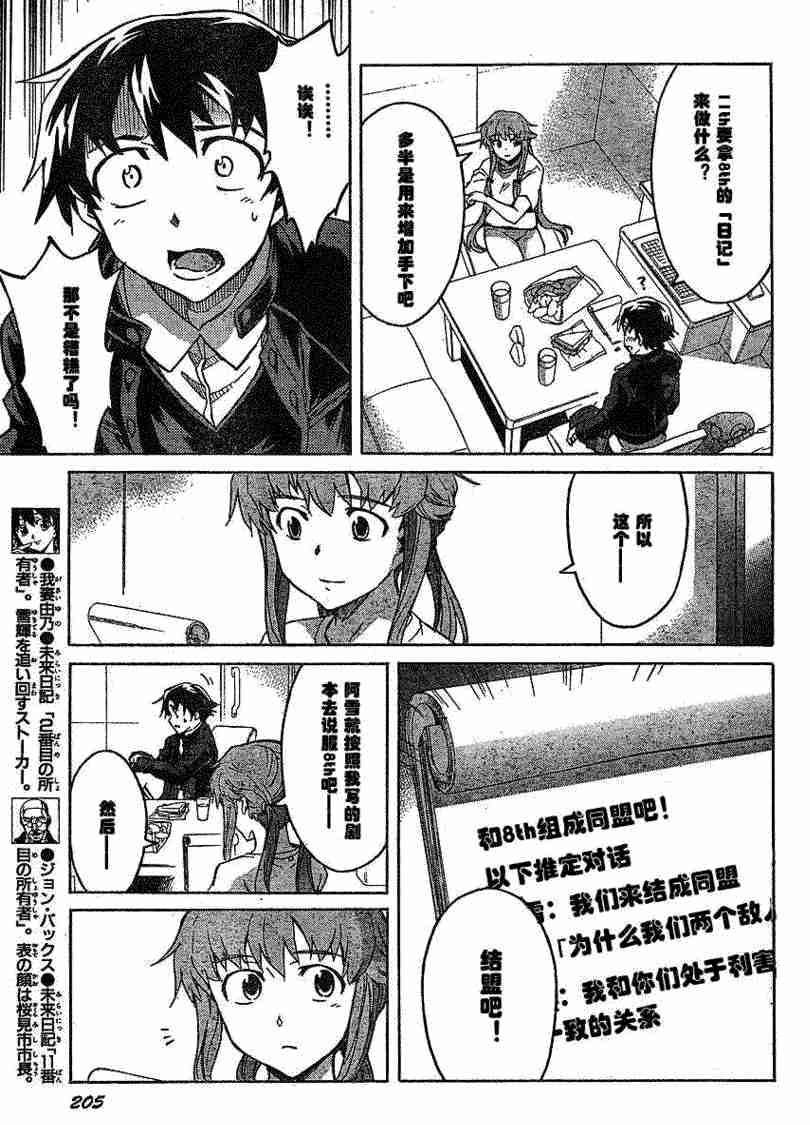 二th要拿8th的「日记」
来做什么？
多半是用来增加手下吧
?
………
诶诶！
那不是糟糕了吗！
所以
这个——
和8th组成同盟吧！
以下推定对话
雪：我们来结成同盟
「为什么我们两个敌人
：我和你们处于利害
一致的关系
结盟吧！
阿雪就按照我写的剧
本去说服8th吧——
然后——
●我妻由乃●未来日記「2番目の所
有者」。雪輝を追い回すストーカー。
●ジョン・バックス●未来日記「11番
目の所有者」。表の顔は桜見市市長。
205